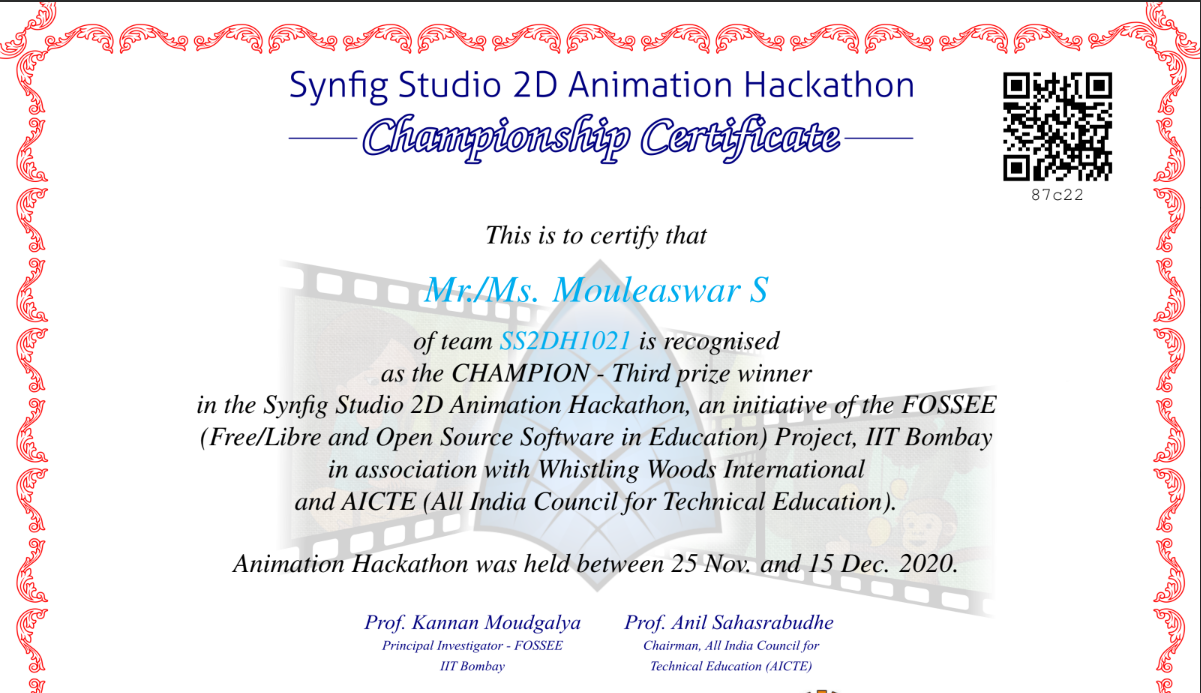 Synfig Studio 2D Animation Hackathon
Championship Certificate
87c22
This is to certify that
Mr./Ms. Mouleaswar S
of team SS2DH1021 is recognised
as the CHAMPION - Third prize winner
in the Synfig Studio 2D Animation Hackathon, an initiative of the FOSSEE
(Free/Libre and Open Source Software in Education) Project, IIT Bombay
in association with Whistling Woods International
and AICTE (All India Council for Technical Education).
Animation Hackathon was held between 25 Nov. and 15 Dec. 2020.
Prof. Kannan Moudgalya
Principal Investigator - FOSSEE
IIT Bombay
Prof. Anil Sahasrabudhe
Chairman, All India Council for
Technical Education (AICTE)